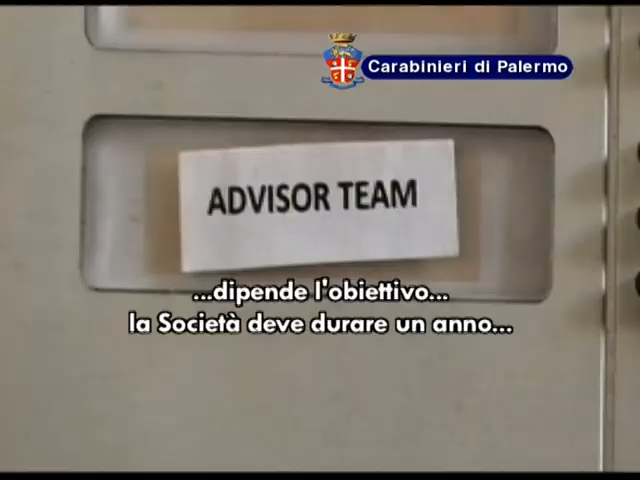 Carabinieri di Palermo
ADVISOR TEAM
...dipende l'obiettivo...
la Società deve durare un anno...